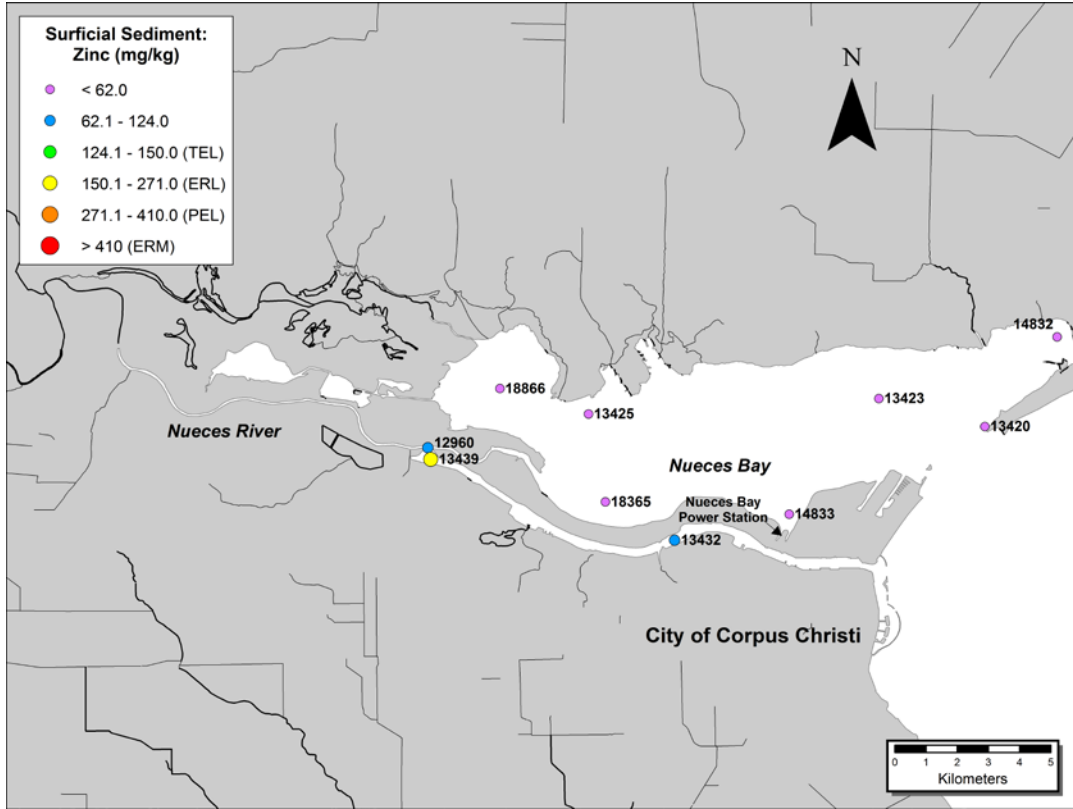 Surficial Sediment:
Zinc (mg/kg)
< 62.0
62.1 - 124.0
124.1 - 150.0 (TEL)
150.1 - 271.0 (ERL)
271.1 - 410.0 (PEL)
> 410 (ERM)
N
14832
18866
13425
13423
13420
Nueces River
12960
13439
Nueces Bay
18365
Nueces Bay
Power Station
14833
13432
City of Corpus Christi
0 1 2 3 4 5
Kilometers